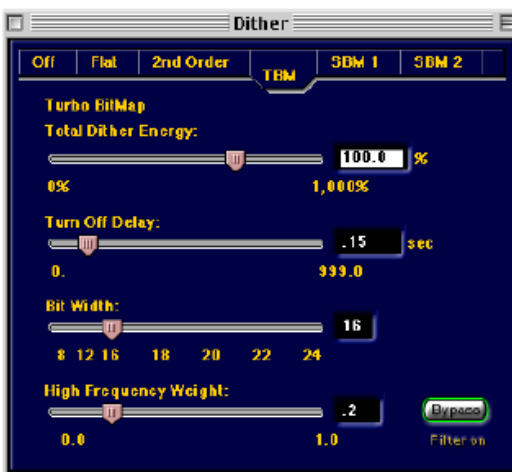 Dither
Off Flat 2nd Order TBM SBM 1 SBM 2
Turbo BitMap
Total Dither Energy:
100.0 %
0% 1,000%
Turn Off Delay:
.15 sec
0. 999.0
Bit Width:
16
8 12 16 18 20 22 24
High Frequency Weight:
.2 Bypass
0.0 1.0 Filter on